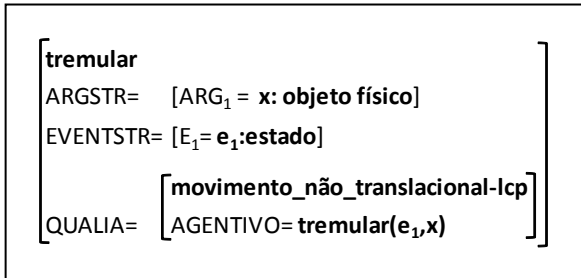 tremular
ARGSTR= [ARG₁ = x: objeto físico]
EVENTSTR= [E₁= e₁:estado]
movimento_não_translacional-lcp
QUALIA= AGENTIVO= tremular(e₁,x)